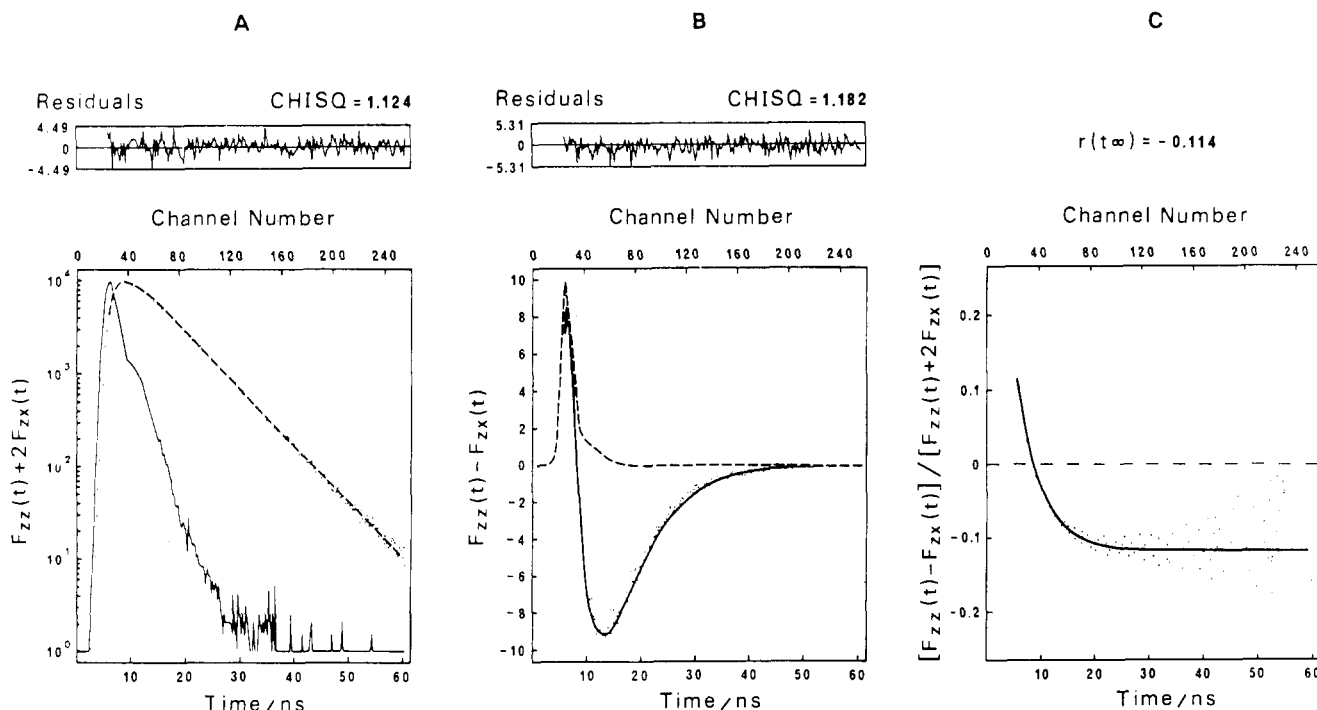 A
Residuals CHISQ = 1.124
4.49
0
-4.49
Channel Number
0 40 80 120 160 200 240
10⁴
10³
10²
10¹
10⁰
F_zz(t) + 2F_zx(t)
10 20 30 40 50 60
Time/ns
B
Residuals CHISQ = 1.182
5.31
0
-5.31
Channel Number
0 40 80 120 160 200 240
10
8
6
4
2
0
-2
-4
-6
-8
-10
F_zz(t) - F_zx(t)
0 10 20 30 40 50 60
Time/ns
C
r(t∞) = -0.114
Channel Number
0 40 80 120 160 200 250
0.2
0.1
0
-0.1
-0.2
[F_zz(t) - F_zx(t)] / [F_zz(t) + 2F_zx(t)]
10 20 30 40 50 60
Time/ns